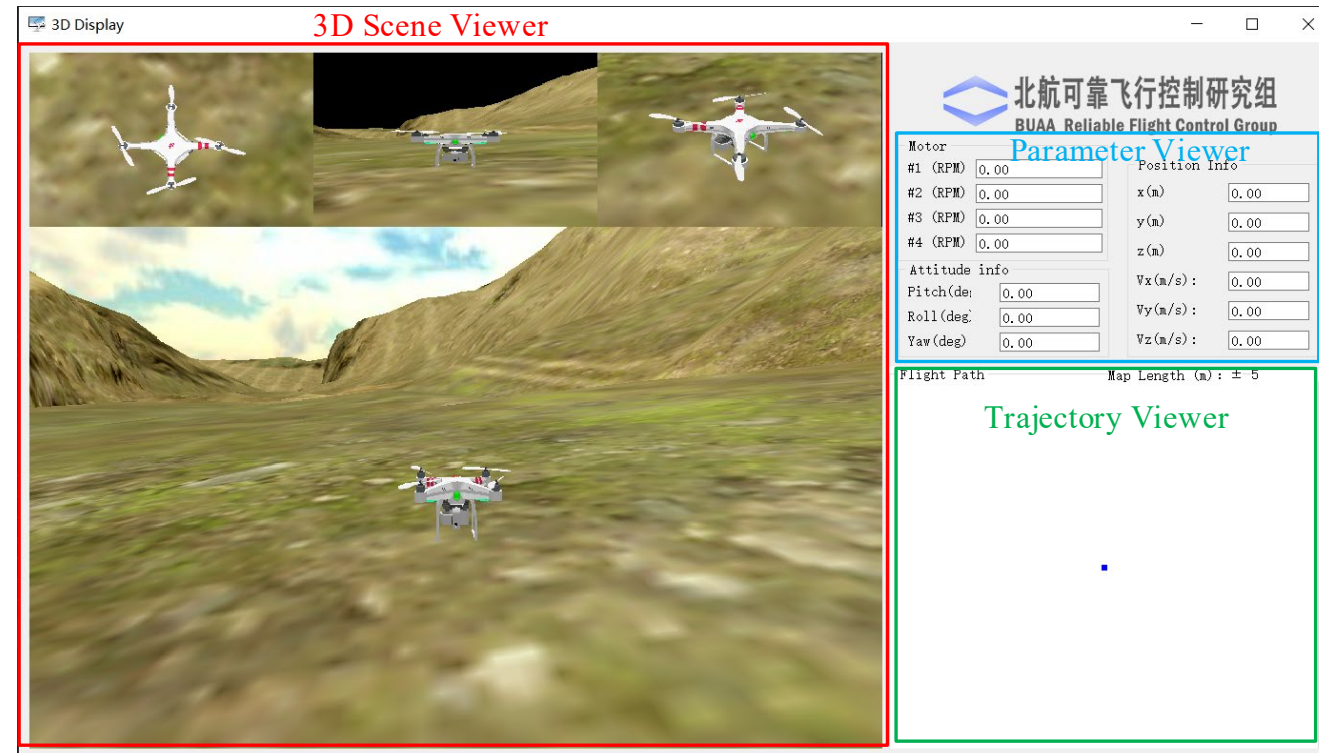 3D Display
3D Scene Viewer
北航可靠飞行控制研究组
BUAA Reliable Flight Control Group
Parameter Viewer
Motor
#1 (RPM) 0.00
#2 (RPM) 0.00
#3 (RPM) 0.00
#4 (RPM) 0.00
Attitude info
Pitch(de
0.00
Roll(deg
0.00
Yaw(deg) 0.00
Position Info
x(m) 0.00
y(m) 0.00
z(m) 0.00
Vx(m/s): 0.00
Vy(m/s): 0.00
Vz(m/s): 0.00
Flight Path
Map Length (m): ± 5
Trajectory Viewer